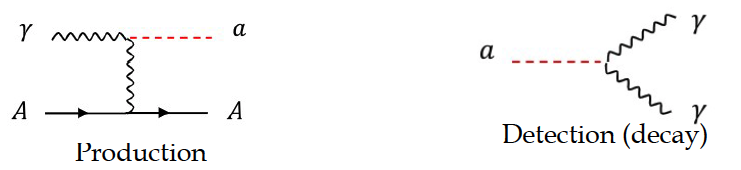 γ a
A A
Production
a γ
γ
Detection (decay)